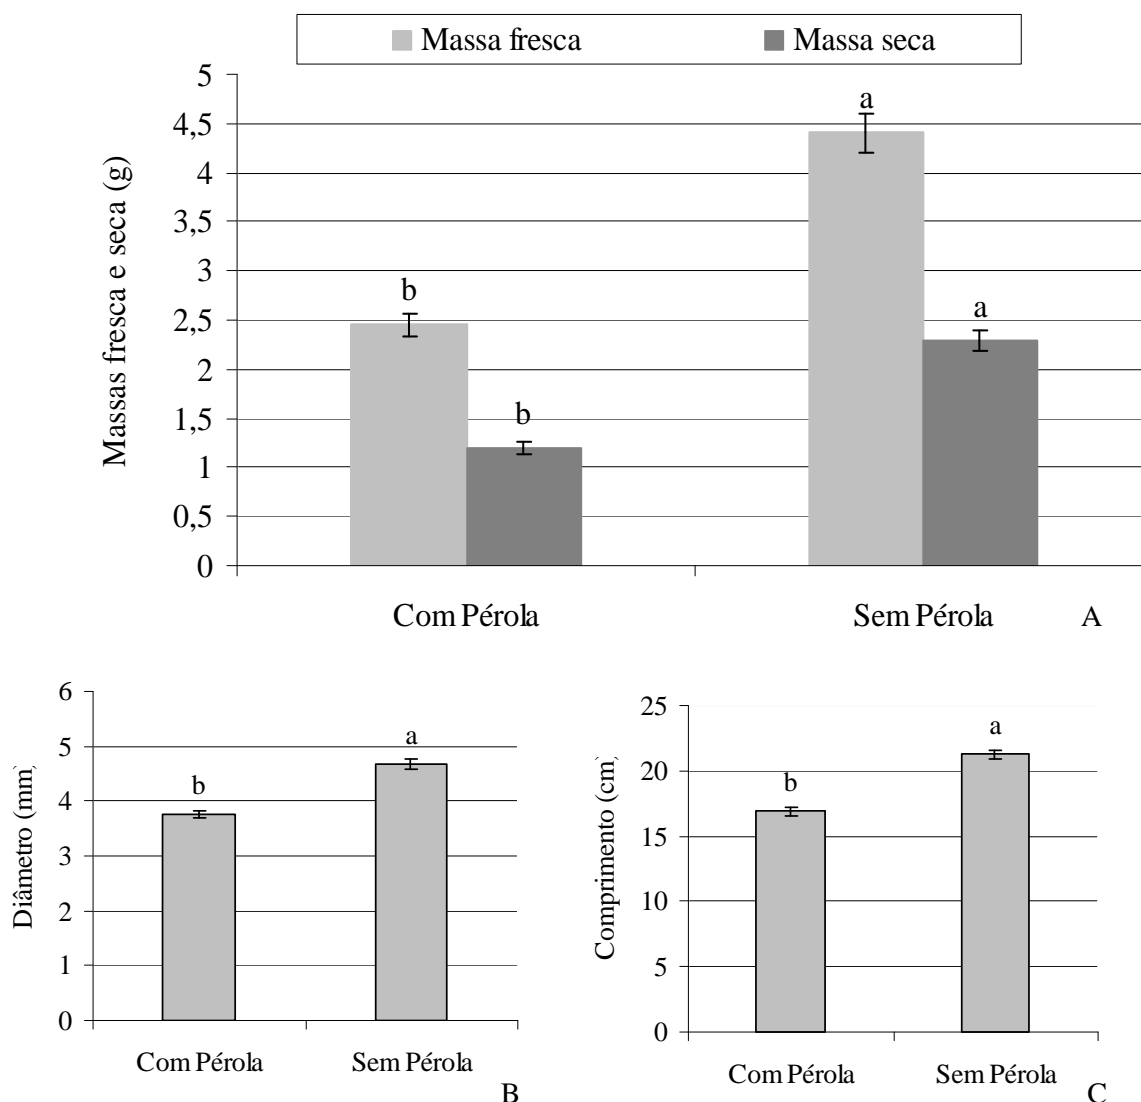 Massa fresca Massa seca
Massas fresca e seca (g)
5
4,5
4
3,5
3
2,5
2
1,5
1
0,5
0
b
b
a
a
Com Pérola Sem Pérola A
Diâmetro (mm)
6
5
4
3
2
1
0
b
a
Com Pérola Sem Pérola
B
Comprimento (cm)
25
20
15
10
5
0
b
a
Com Pérola Sem Pérola
C